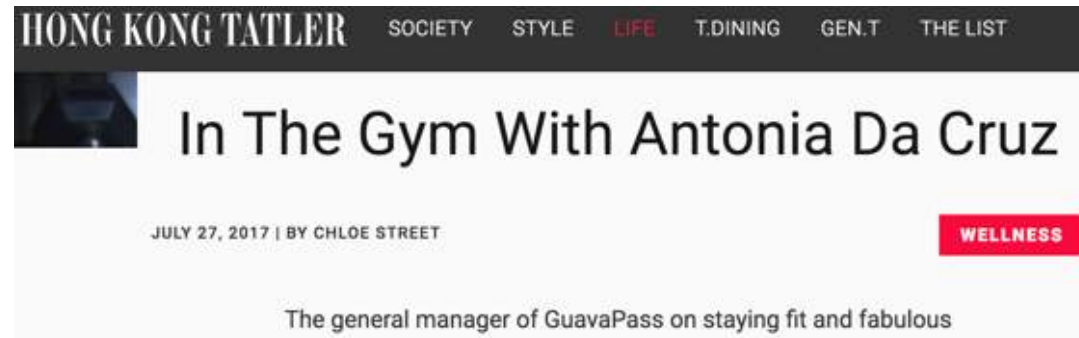 HONG KONG TATLER SOCIETY STYLE LIFE T.DINING GEN.T THE LIST
In The Gym With Antonia Da Cruz
JULY 27, 2017 | BY CHLOE STREET WELLNESS
The general manager of GuavaPass on staying fit and fabulous